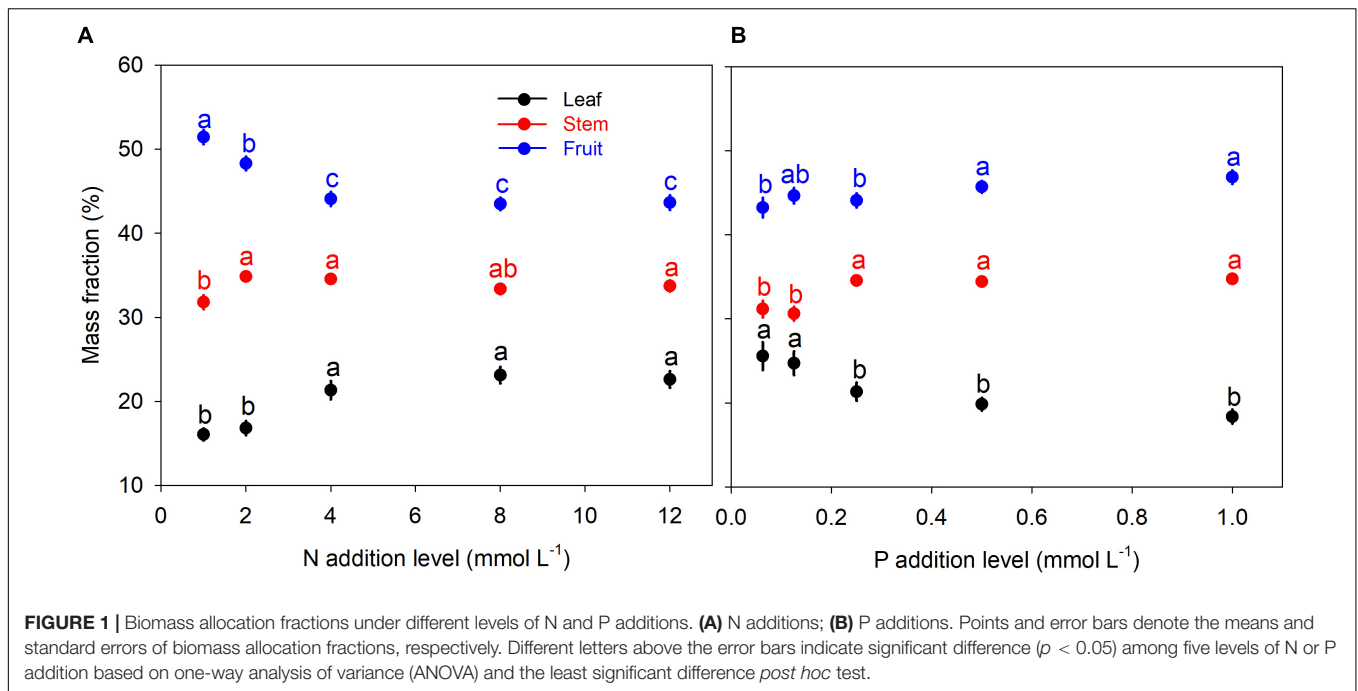 A
B
60
50
40
30
20
10
Mass fraction (%)
Leaf
Stem
Fruit
a b c c c
b a a ab a
b b a a a
0 2 4 6 8 10 12
N addition level (mmol L⁻¹)
b ab b a a
b b a a a
a a b b b
0.0 0.2 0.4 0.6 0.8 1.0
P addition level (mmol L⁻¹)
FIGURE 1 | Biomass allocation fractions under different levels of N and P additions. (A) N additions; (B) P additions. Points and error bars denote the means and
standard errors of biomass allocation fractions, respectively. Different letters above the error bars indicate significant difference (p < 0.05) among five levels of N or P
addition based on one-way analysis of variance (ANOVA) and the least significant difference post hoc test.